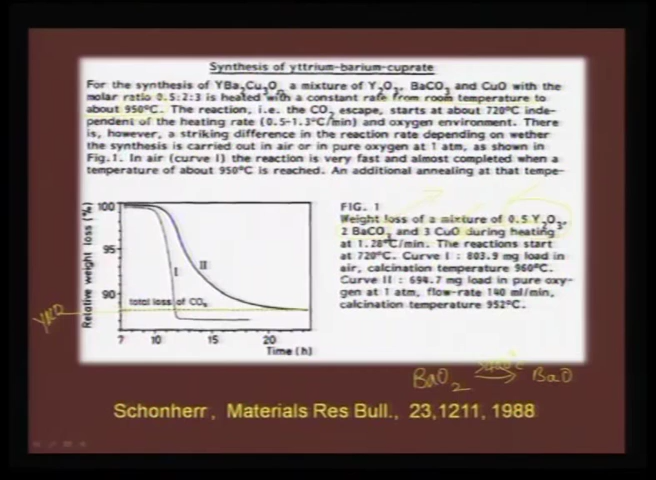 Synthesis of yttrium-barium-cuprate
For the synthesis of YBa2Cu3O, a mixture of Y2O3, BaCO3 and CuO with the
molar ratio 0.5:2:3 is heated with a constant rate from room temperature to
about 950°C. The reaction, i.e. the CO2 escape, starts at about 720°C inde-
pendent of the heating rate (0.5-1.3°C/min) and oxygen environment. There
is, however, a striking difference in the reaction rate depending on wether
the synthesis is carried out in air or in pure oxygen at 1 atm, as shown in
Fig.1. In air (curve I) the reaction is very fast and almost completed when a
temperature of about 950°C is reached. An additional annealing at that tempe-
Relative weight loss (%)
100
95
90
I
II
total loss of CO2
7
10
15
20
Time (h)
FIG. 1
Weight loss of a mixture of 0.5 Y2O3,
2 BaCO3 and 3 CuO during heating
at 1.28°C/min. The reactions start
at 720°C. Curve I : 803.9 mg load in
air, calcination temperature 960°C.
Curve II : 694.7 mg load in pure oxy-
gen at 1 atm, flow-rate 140 ml/min,
calcination temperature 952°C.
BaO2 BaO
Schonherr, Materials Res Bull., 23,1211, 1988